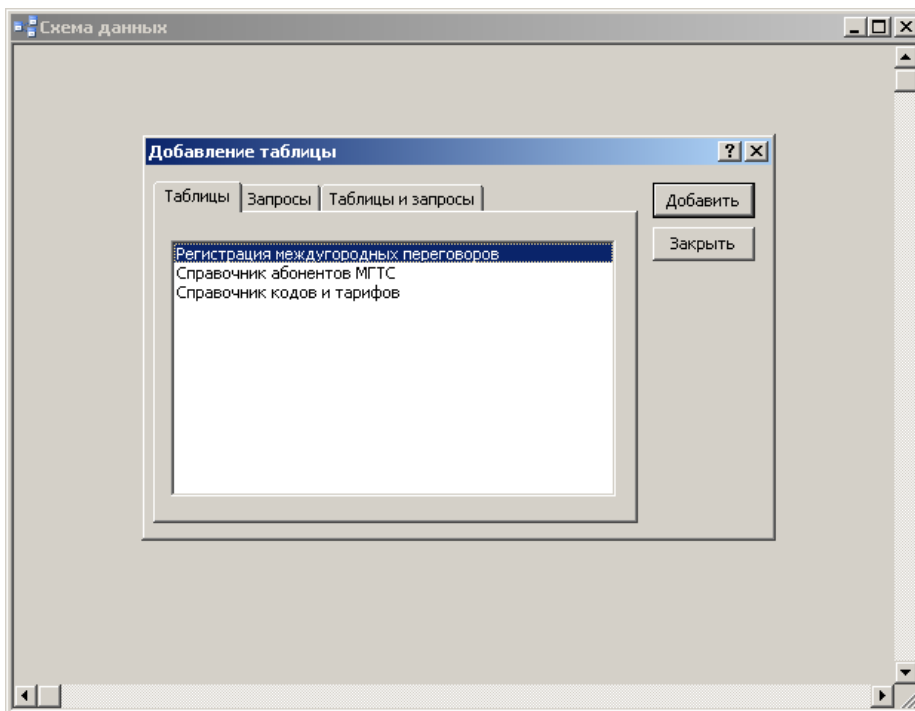 Схема данных
Добавление таблицы
Таблицы Запросы Таблицы и запросы
Добавить
Закрыть
Регистрация междугородных переговоров
Справочник абонентов МГТС
Справочник кодов и тарифов